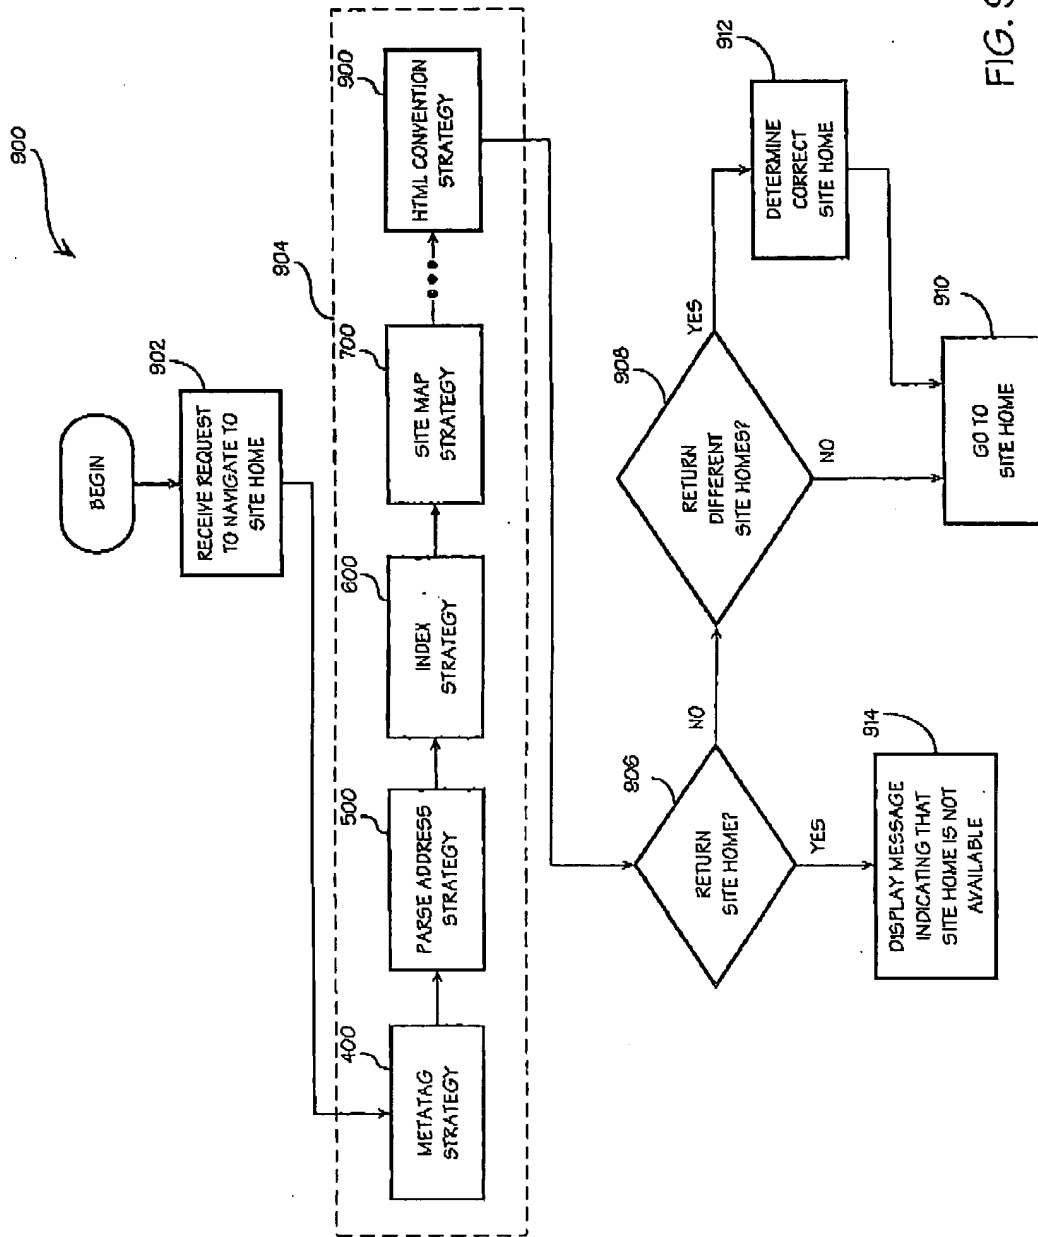 900
BEGIN
902
RECEIVE REQUEST
TO NAVIGATE TO
SITE HOME
904
400
METATAG
STRATEGY
500
PARSE ADDRESS
STRATEGY
600
INDEX
STRATEGY
700
SITE MAP
STRATEGY
900
HTML CONVENTION
STRATEGY
906
RETURN
SITE HOME?
NO
YES
908
RETURN
DIFFERENT
SITE HOMES?
YES
NO
912
DETERMINE
CORRECT
SITE HOME
914
DISPLAY MESSAGE
INDICATING THAT
SITE HOME IS NOT
AVAILABLE
910
GO TO
SITE HOME
FIG. 9